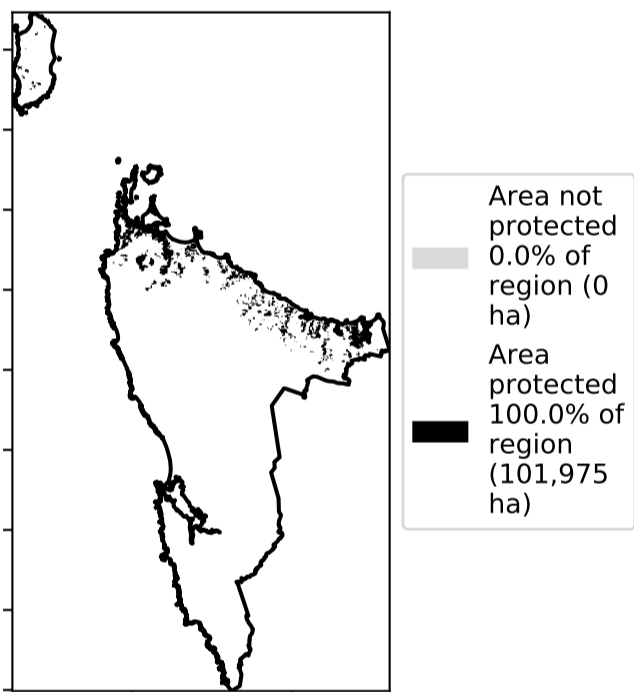 Area not
protected
0.0% of
region (0
ha)
Area
protected
100.0% of
region
(101,975
ha)